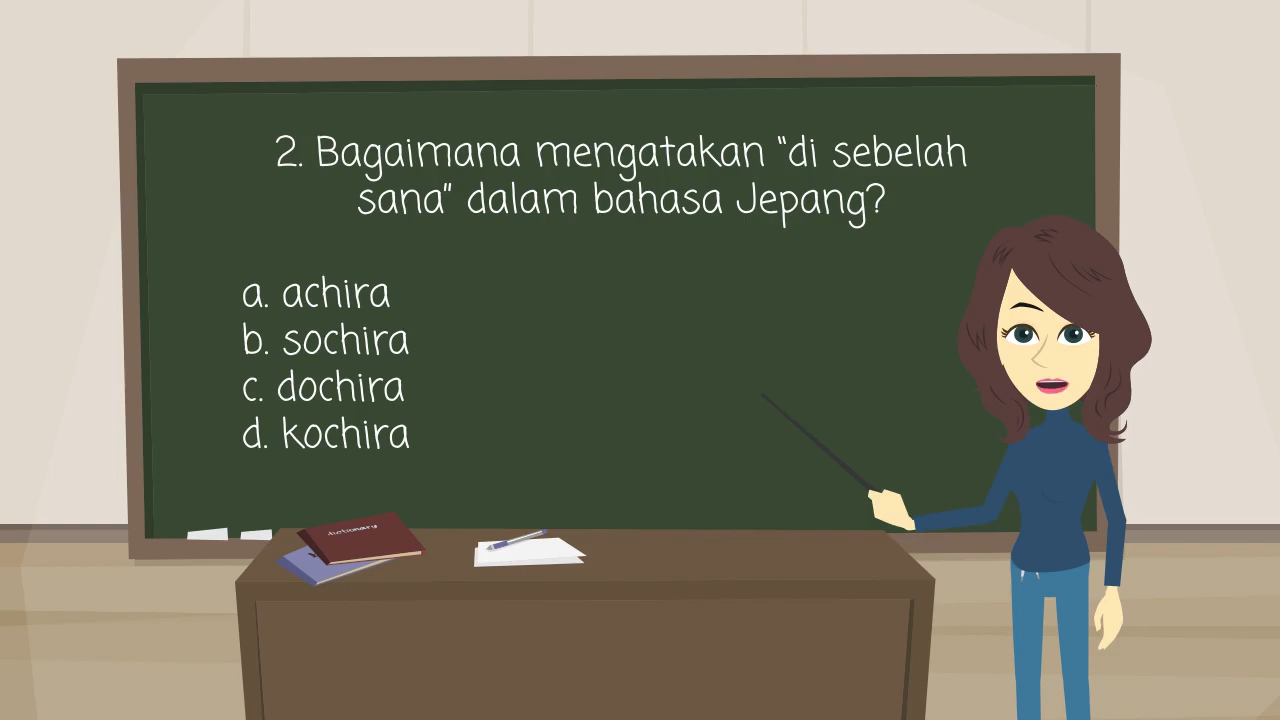 2. Bagaimana mengatakan "di sebelah
sana" dalam bahasa Jepang?
a. achira
b. sochira
c. dochira
d. kochira
dictionary